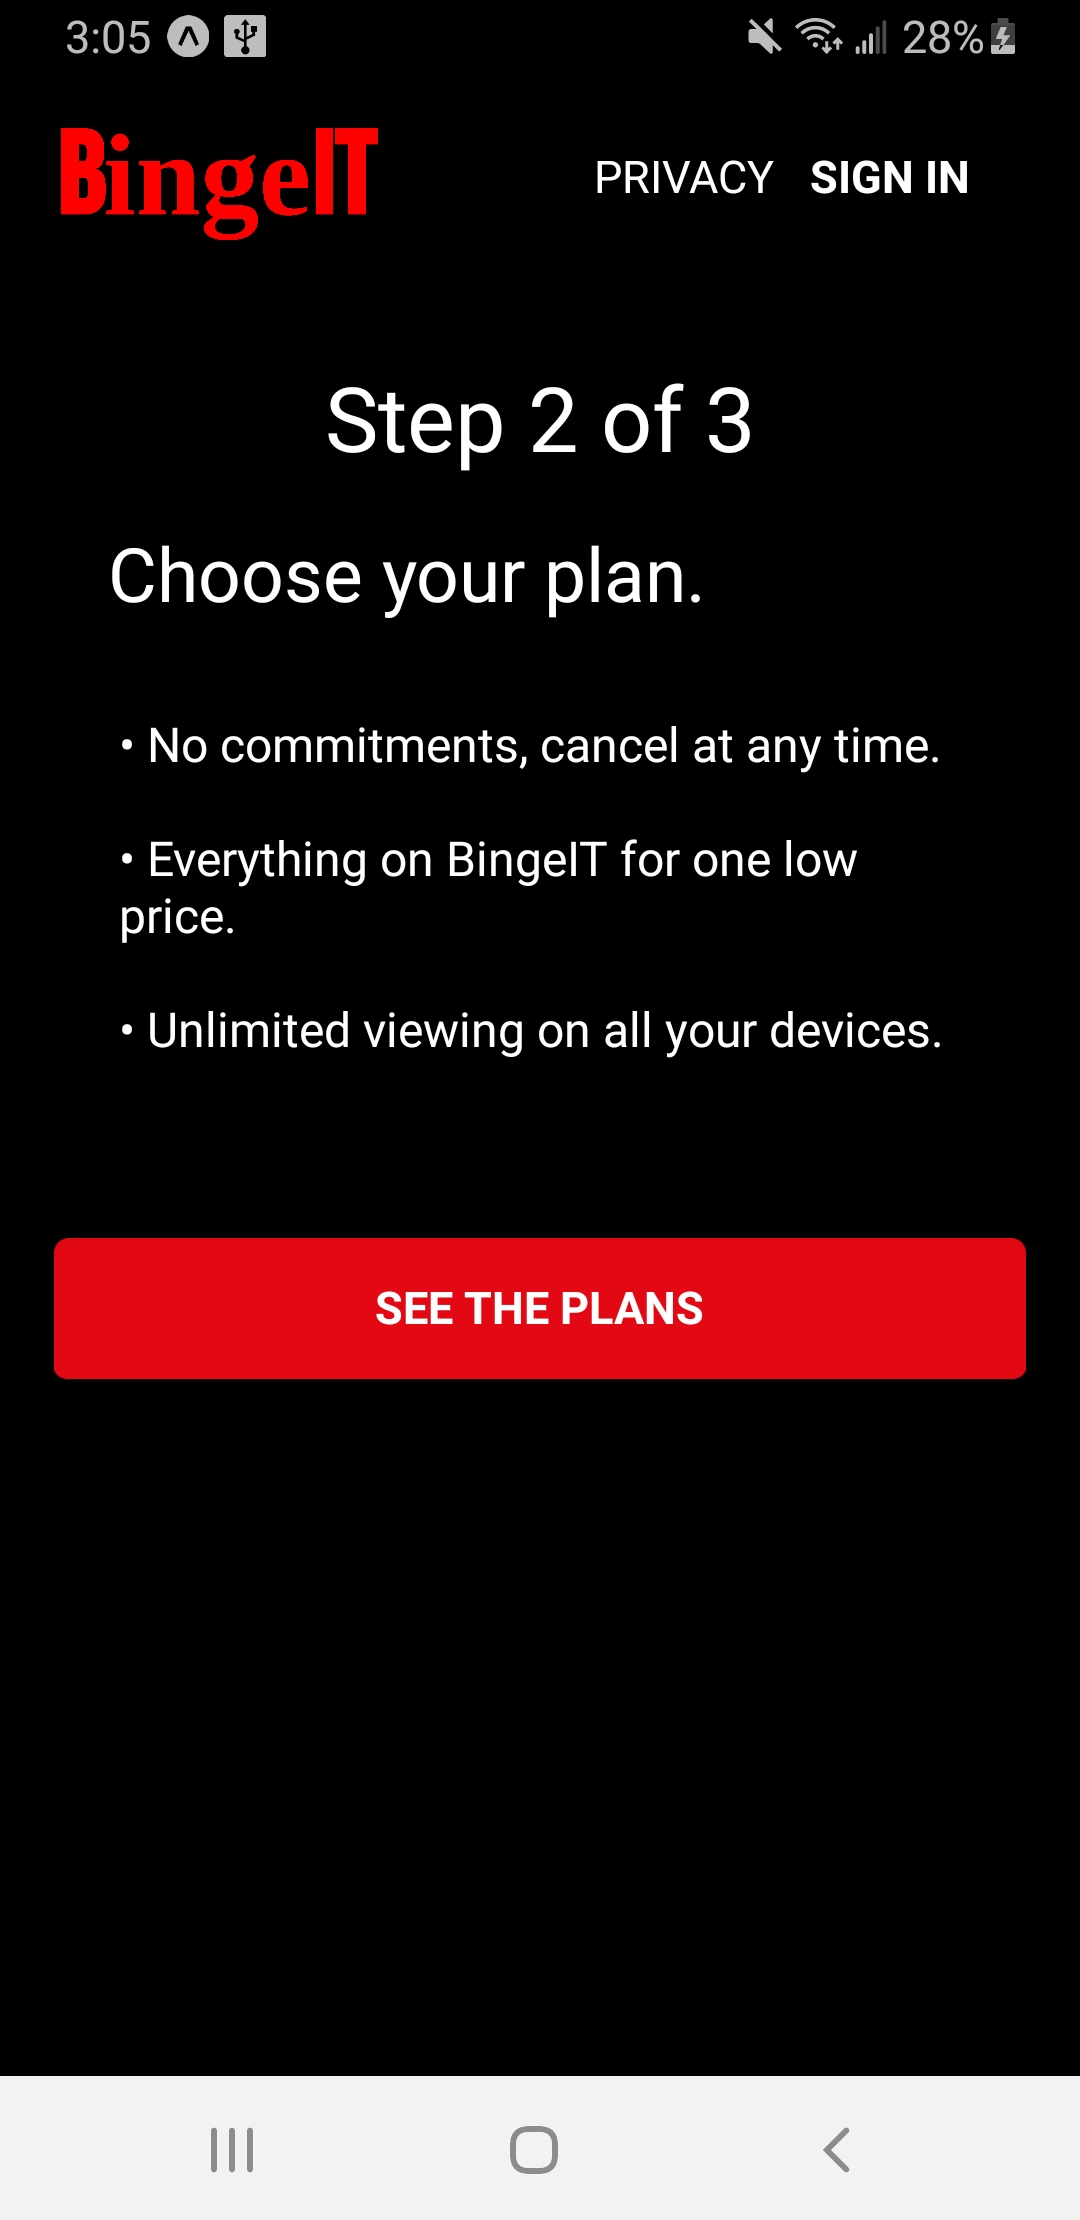 3:05
28%
BingeIT
PRIVACY SIGN IN
Step 2 of 3
Choose your plan.
• No commitments, cancel at any time.
• Everything on BingeIT for one low
price.
• Unlimited viewing on all your devices.
SEE THE PLANS